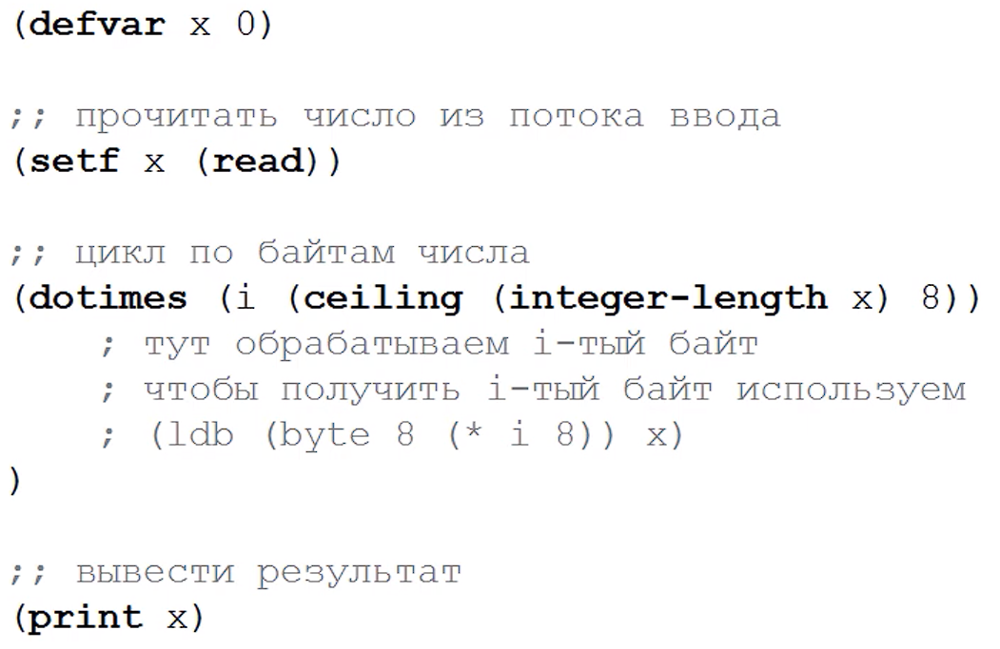 (defvar x 0)
;; прочитать число из потока ввода
(setf x (read))
;; цикл по байтам числа
(dotimes (i (ceiling (integer-length x) 8))
; тут обрабатываем i-тый байт
; чтобы получить i-тый байт используем
; (ldb (byte 8 (* i 8)) x)
)
;; вывести результат
(print x)